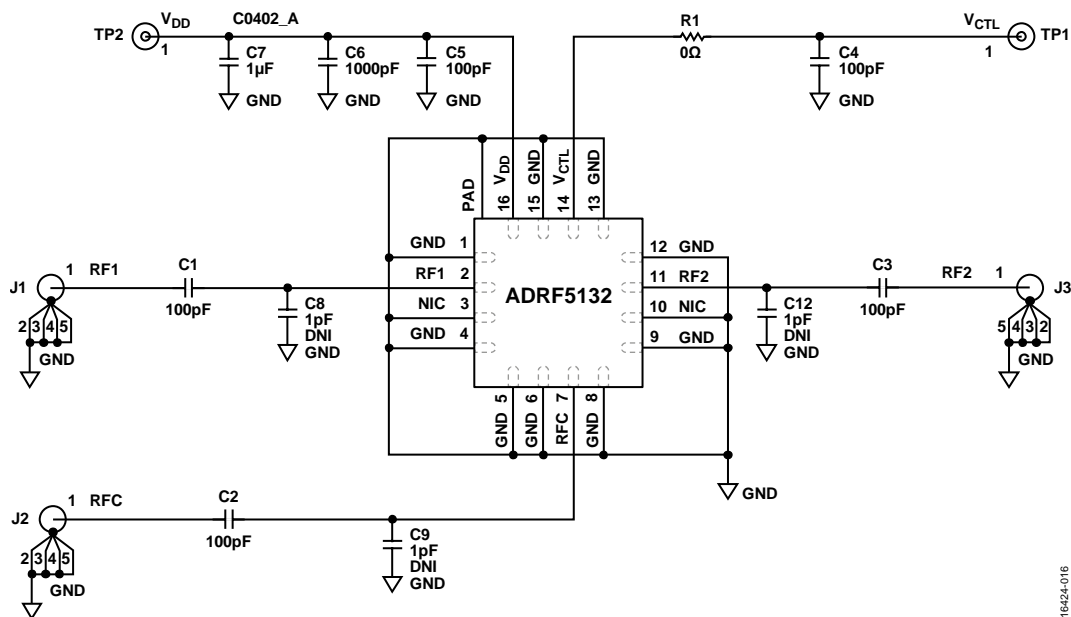 TP2
1
VDD
C0402_A
C7
1µF
GND
C6
1000pF
GND
C5
100pF
GND
R1
0Ω
C4
100pF
GND
VCTL
1
TP1
PAD
16 VDD
15 GND
14 VCTL
13 GND
GND 1
RF1 2
NIC 3
GND 4
ADRF5132
12 GND
11 RF2
10 NIC
9 GND
GND 5
GND 6
RFC 7
GND 8
GND
J1
1 RF1
2 3 4 5
GND
C1
100pF
C8
1pF
DNI
GND
C12
1pF
DNI
GND
C3
100pF
RF2 1
J3
5 4 3 2
GND
J2
1 RFC
2 3 4 5
GND
C2
100pF
C9
1pF
DNI
GND
16424-016